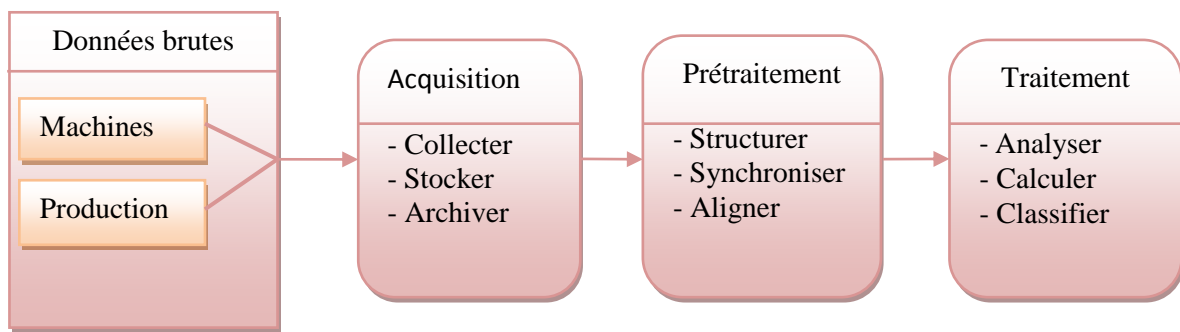 Données brutes
Machines
Production
Acquisition
- Collecter
- Stocker
- Archiver
Prétraitement
- Structurer
- Synchroniser
- Aligner
Traitement
- Analyser
- Calculer
- Classifier